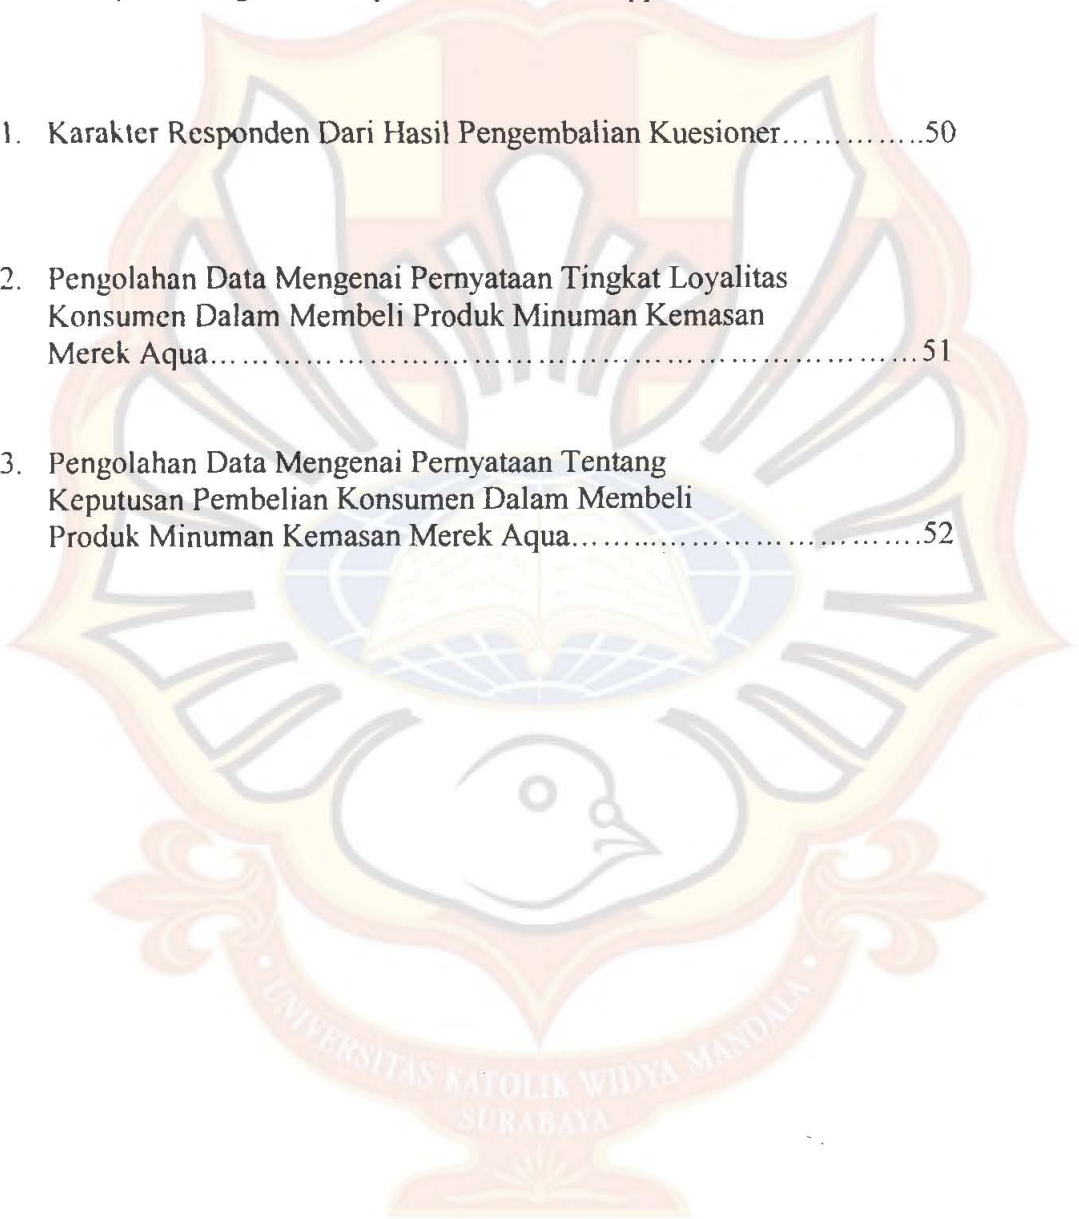 1. Karakter Responden Dari Hasil Pengembalian Kuesioner..............50
2. Pengolahan Data Mengenai Pernyataan Tingkat Loyalitas
Konsumen Dalam Membeli Produk Minuman Kemasan
Merek Aqua..................................................................51
3. Pengolahan Data Mengenai Pernyataan Tentang
Keputusan Pembelian Konsumen Dalam Membeli
Produk Minuman Kemasan Merek Aqua.................................52
• UNIVERSITAS KATOLIK WIDYA MANDALA •
SURABAYA